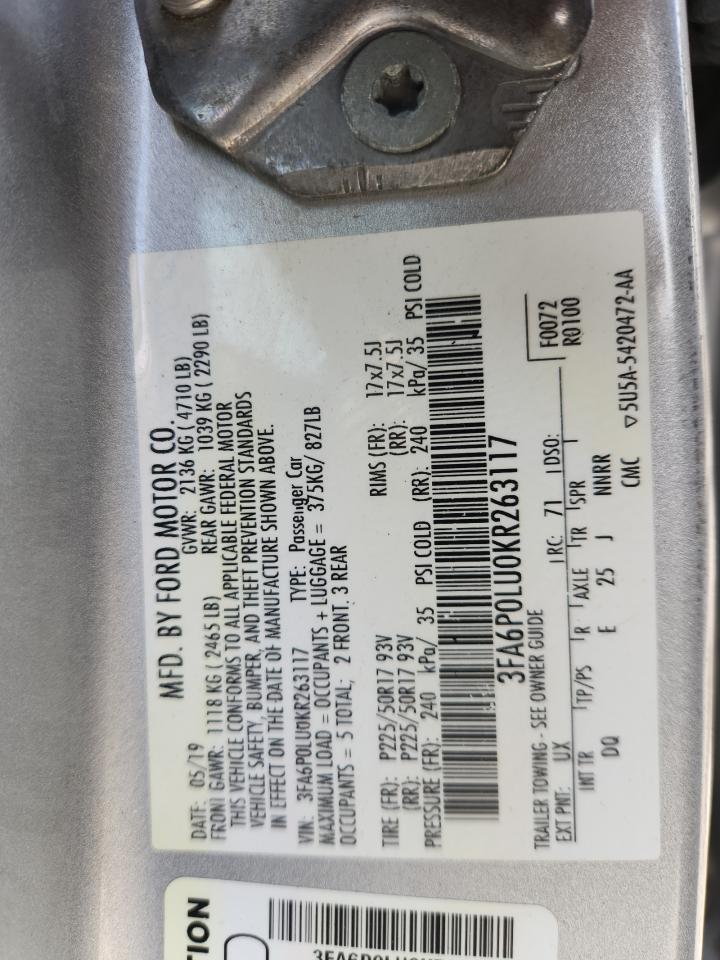 MFD. BY FORD MOTOR CO.
DATE: 05/19 GVWR: 2136 KG ( 4710 LB)
FRONT GAWR: 1118 KG ( 2465 LB) REAR GAWR: 1039 KG ( 2290 LB)
THIS VEHICLE CONFORMS TO ALL APPLICABLE FEDERAL MOTOR
VEHICLE SAFETY, BUMPER, AND THEFT PREVENTION STANDARDS
IN EFFECT ON THE DATE OF MANUFACTURE SHOWN ABOVE.
VIN: 3FA6P0LU0KR263117 TYPE: Passenger Car
MAXIMUM LOAD = OCCUPANTS + LUGGAGE = 375KG/ 827LB
OCCUPANTS = 5 TOTAL; 2 FRONT, 3 REAR
TIRE (FR): P225/50R17 93V RIMS (FR): 17x7.5J
(RR): P225/50R17 93V (RR): 17x7.5J
PRESSURE (FR): 240 kPa/ 35 PSI COLD (RR): 240 kPa/ 35 PSI COLD
3FA6P0LU0KR263117
TRAILER TOWING - SEE OWNER GUIDE F0072
EXT PNT: UX RC: 71 DSO: R0100
INT TR TP/PS R AXLE TR SPR
DQ E 25 J NNRR
CMC ▽5U5A-5420472-AA
TION